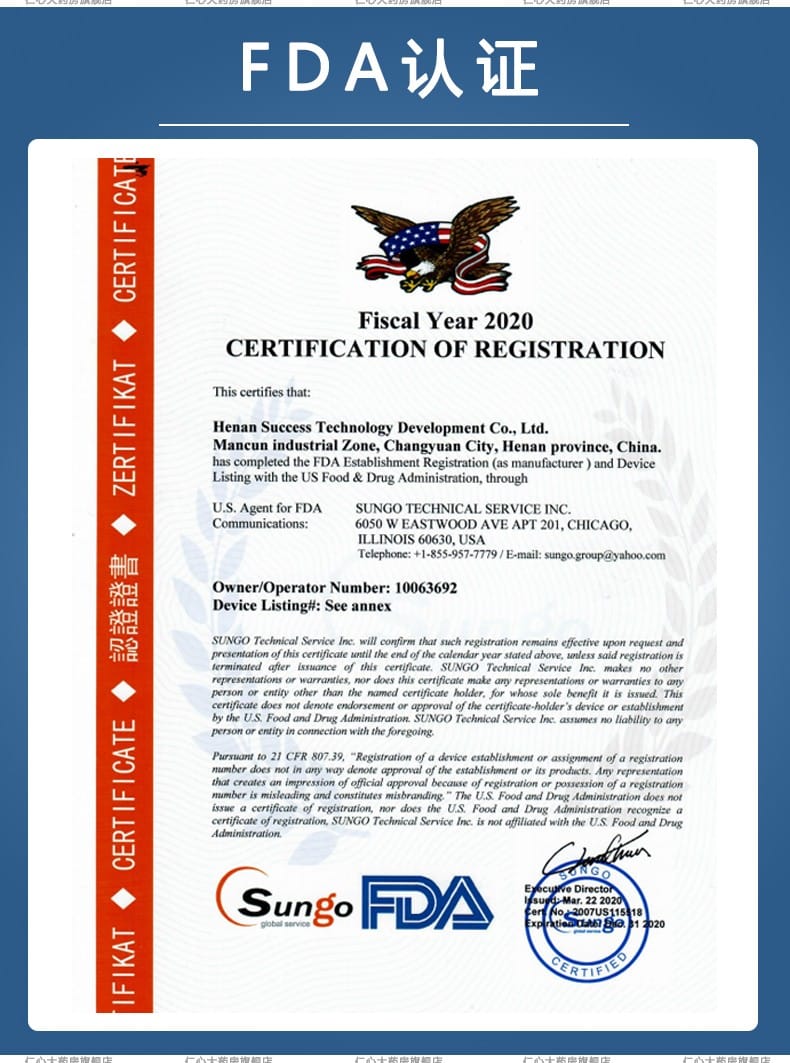 FDA认证
CERTIFICATE
ZERTIFIKAT
認證證書
CERTIFICATE
Fiscal Year 2020
CERTIFICATION OF REGISTRATION
This certifies that:
Henan Success Technology Development Co., Ltd.
Mancun industrial Zone, Changyuan City, Henan province, China.
has completed the FDA Establishment Registration (as manufacturer ) and Device
Listing with the US Food & Drug Administration, through
U.S. Agent for FDA SUNGO TECHNICAL SERVICE INC.
Communications: 6050 W EASTWOOD AVE APT 201, CHICAGO,
ILLINOIS 60630, USA
Telephone: +1-855-957-7779 / E-mail: sungo.group@yahoo.com
Owner/Operator Number: 10063692
Device Listing#: See annex
SUNGO Technical Service Inc. will confirm that such registration remains effective upon request and
presentation of this certificate until the end of the calendar year stated above, unless said registration is
terminated after issuance of this certificate. SUNGO Technical Service Inc. makes no other
representations or warranties, nor does this certificate make any representations or warranties to any
person or entity other than the named certificate holder, for whose sole benefit it is issued. This
certificate does not denote endorsement or approval of the certificate-holder's device or establishment
by the U.S. Food and Drug Administration. SUNGO Technical Service Inc. assumes no liability to any
person or entity in connection with the foregoing.
Pursuant to 21 CFR 807.39, "Registration of a device establishment or assignment of a registration
number does not in any way denote approval of the establishment or its products. Any representation
that creates an impression of official approval because of registration or possession of a registration
number is misleading and constitutes misbranding." The U.S. Food and Drug Administration does not
issue a certificate of registration, nor does the U.S. Food and Drug Administration recognize a
certificate of registration, SUNGO Technical Service Inc. is not affiliated with the U.S. Food and Drug
Administration.
Sungo
global service
FDA
SUNGO
Executive Director
Issued: Mar. 22 2020
Cert. No.: 2007US115818
Expiration Date: Dec. 31 2020
Sungo
CERTIFIED